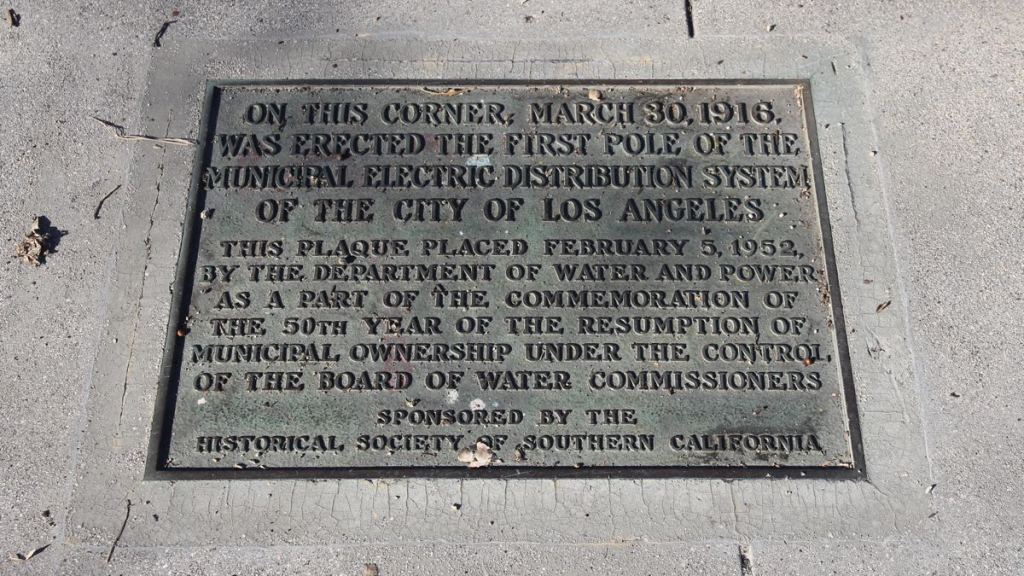 ON THIS CORNER, MARCH 30, 1916,
WAS ERECTED THE FIRST POLE OF THE
MUNICIPAL ELECTRIC DISTRIBUTION SYSTEM
OF THE CITY OF LOS ANGELES
THIS PLAQUE PLACED FEBRUARY 5, 1952,
BY THE DEPARTMENT OF WATER AND POWER
AS A PART OF THE COMMEMORATION OF
THE 50TH YEAR OF THE RESUMPTION OF
MUNICIPAL OWNERSHIP UNDER THE CONTROL
OF THE BOARD OF WATER COMMISSIONERS
SPONSORED BY THE
HISTORICAL SOCIETY OF SOUTHERN CALIFORNIA